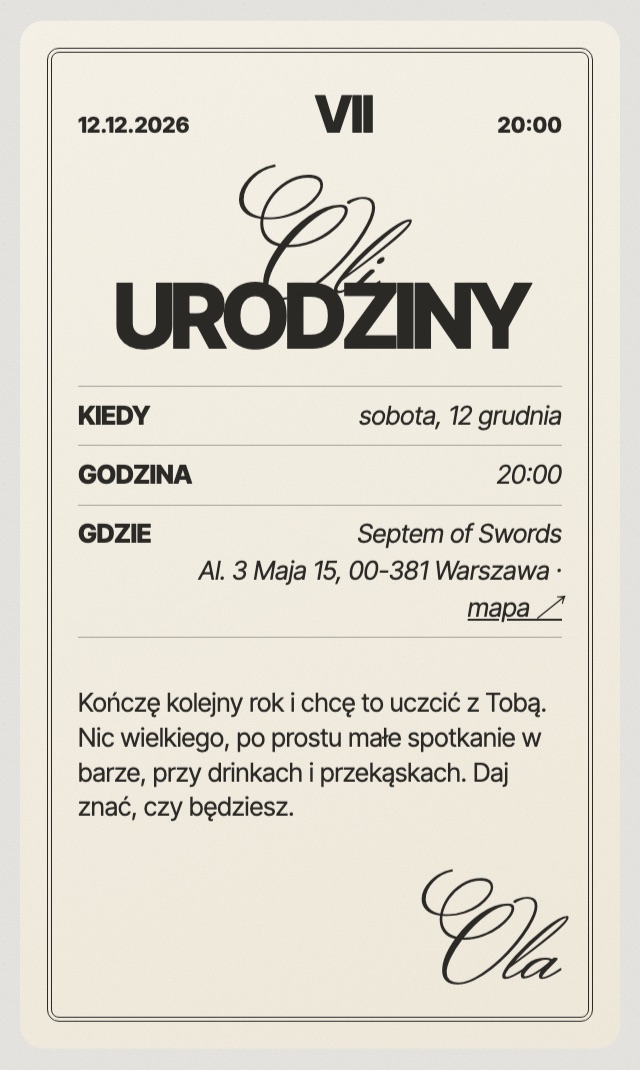 12.12.2026 VII 20:00
Oli
URODZINY
KIEDY sobota, 12 grudnia
GODZINA 20:00
GDZIE Septem of Swords
Al. 3 Maja 15, 00-381 Warszawa ·
mapa ↗
Kończę kolejny rok i chcę to uczcić z Tobą.
Nic wielkiego, po prostu małe spotkanie w
barze, przy drinkach i przekąskach. Daj
znać, czy będziesz.
Ola